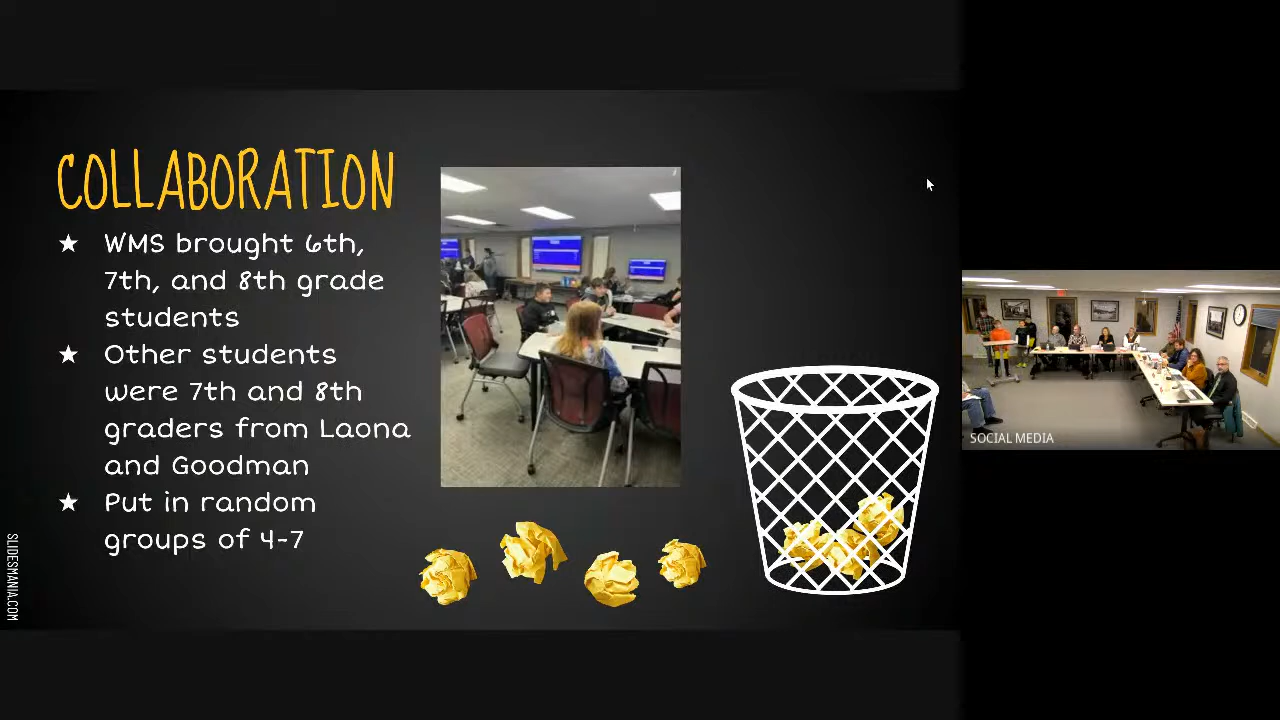 COLLABORATION
★ WMS brought 6th,
7th, and 8th grade
students
★ Other students
were 7th and 8th
graders from Laona
and Goodman
★ Put in random
groups of 4-7
SLIDESMANIA.COM
SOCIAL MEDIA